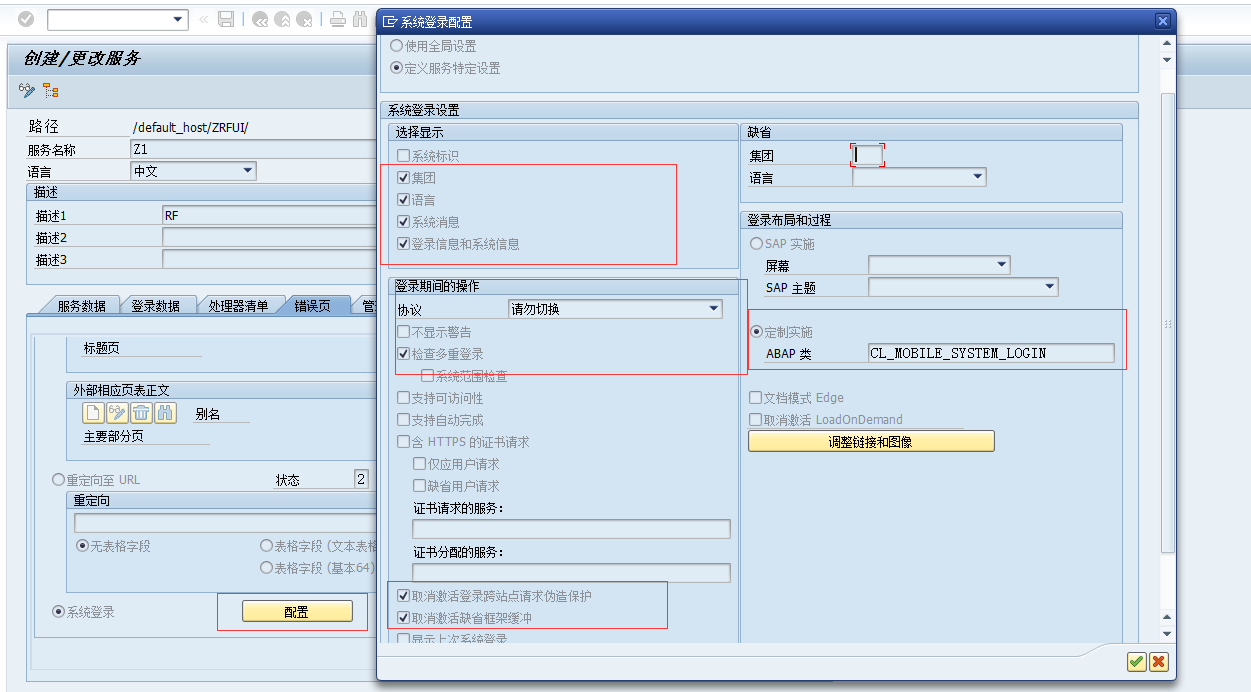 创建/更改服务
路径 /default_host/ZRFUI/
服务名称 Z1
语言 中文
描述
描述1 RF
描述2
描述3
服务数据 登录数据 处理器清单 错误页
标题页
外部相应页表正文
别名
主要部分页
重定向至 URL 状态 2
重定向
无表格字段 表格字段 (文本表格
表格字段 (基本64)
系统登录 配置
系统登录配置
使用全局设置
定义服务特定设置
系统登录设置
选择显示
系统标识
集团
语言
系统消息
登录信息和系统信息
登录期间的操作
协议 请勿切换
不显示警告
检查多重登录
系统范围检查
支持可访问性
支持自动完成
含 HTTPS 的证书请求
仅应用户请求
缺省用户请求
证书请求的服务:
证书分配的服务:
取消激活登录跨站点请求伪造保护
取消激活缺省框架缓冲
显示上次系统登录
缺省
集团
语言
登录布局和过程
SAP 实施
屏幕
SAP 主题
定制实施
ABAP 类 CL_MOBILE_SYSTEM_LOGIN
文档模式 Edge
取消激活 LoadOnDemand
调整链接和图像